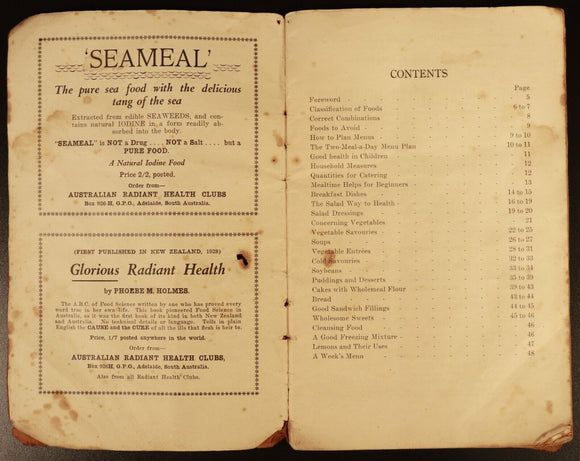 'SEAMEAL'
The pure sea food with the delicious
tang of the sea
Extracted from edible SEAWEEDS, and con-
tains natural IODINE in a form readily ab-
sorbed into the body.
"SEAMEAL" is NOT a Drug . . . . NOT a Salt . . . . but a
PURE FOOD.
A Natural Iodine Food
Price 2/2, posted.
Order from—
AUSTRALIAN RADIANT HEALTH CLUBS
Box 926H, G.P.O., Adelaide, South Australia.
(FIRST PUBLISHED IN NEW ZEALAND, 1928)
Glorious Radiant Health
by PHOEBE M. HOLMES.
The A.B.C. of Food Science written by one who has proved every
word true in her own life. This book pioneered Food Science in
Australia, as it was the first book of its kind in both New Zealand
and Australia. No technical details or language. Tells in plain
English the CAUSE and the CURE of all the ills that flesh is heir to.
Price, 1/7 posted anywhere in the world.
Order from—
AUSTRALIAN RADIANT HEALTH CLUBS,
Box 926H, G.P.O., Adelaide, South Australia.
Also from all Radiant Health Clubs.
CONTENTS
Page
Foreword - 5
Classification of Foods - 6 to 7
Correct Combinations - 8
Foods to Avoid - 9
How to Plan Menus - 9 to 10
The Two-Meal-a-Day Menu Plan - 10 to 11
Good health in Children - 11
Household Measures - 12
Quantities for Catering - 12
Mealtime Helps for Beginners - 13
Breakfast Dishes - 14 to 15
The Salad Way to Health - 16 to 19
Salad Dressings - 19 to 20
Concerning Vegetables - 21
Vegetable Savouries - 22 to 25
Soups - 26 to 27
Vegetable Entrées - 28 to 31
Cold Savouries - 32 to 33
Soybeans - 33 to 34
Puddings and Desserts - 35 to 39
Cakes with Wholemeal Flour - 39 to 43
Bread - 43 to 44
Good Sandwich Fillings - 44 to 45
Wholesome Sweets - 45 to 46
Cleansing Food - 46
A Good Freezing Mixture - 46
Lemons and Their Uses - 47
A Week's Menu - 48